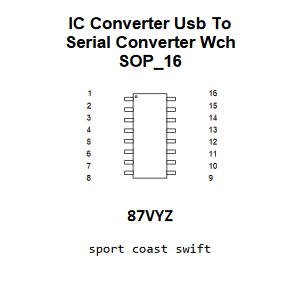 IC Converter Usb To
Serial Converter Wch
SOP_16
1 16
2 15
3 14
4 13
5 12
6 11
7 10
8 9
87VYZ
sport coast swift